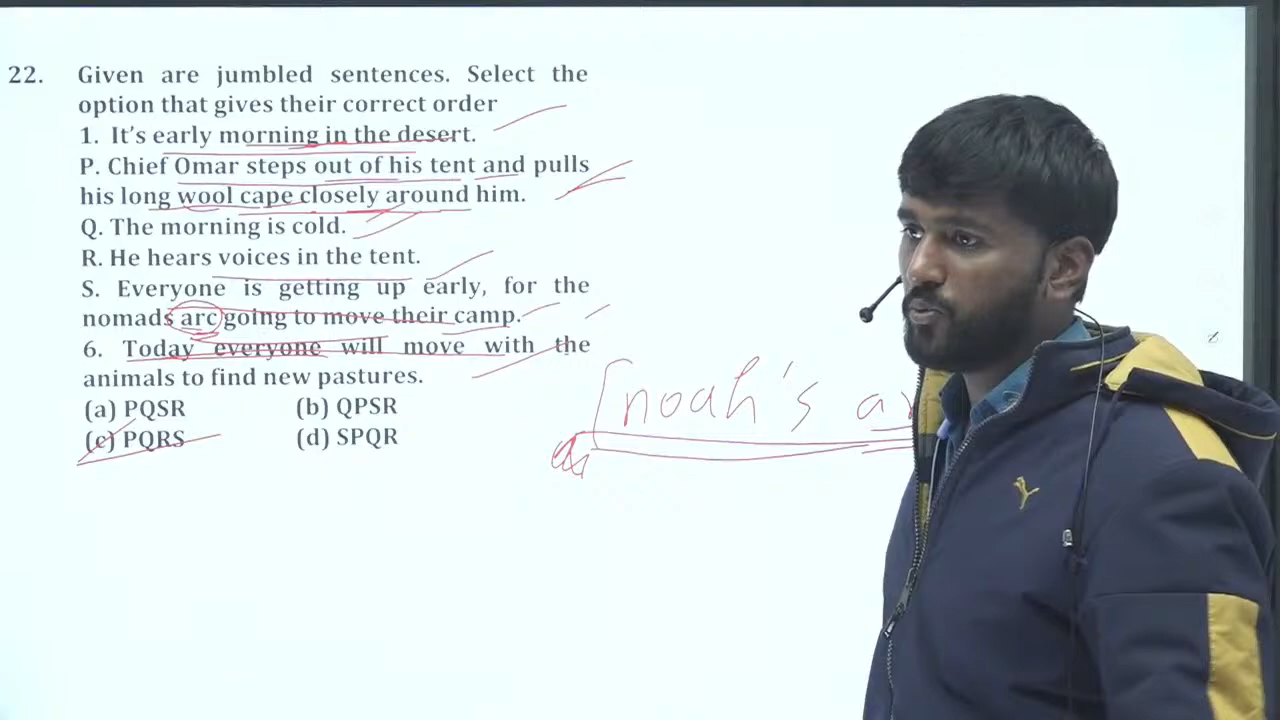 22. Given are jumbled sentences. Select the
option that gives their correct order
1. It's early morning in the desert.
P. Chief Omar steps out of his tent and pulls
his long wool cape closely around him.
Q. The morning is cold.
R. He hears voices in the tent.
S. Everyone is getting up early, for the
nomads arc going to move their camp.
6. Today everyone will move with the
animals to find new pastures.
(a) PQSR (b) QPSR
(c) PQRS (d) SPQR
noah's